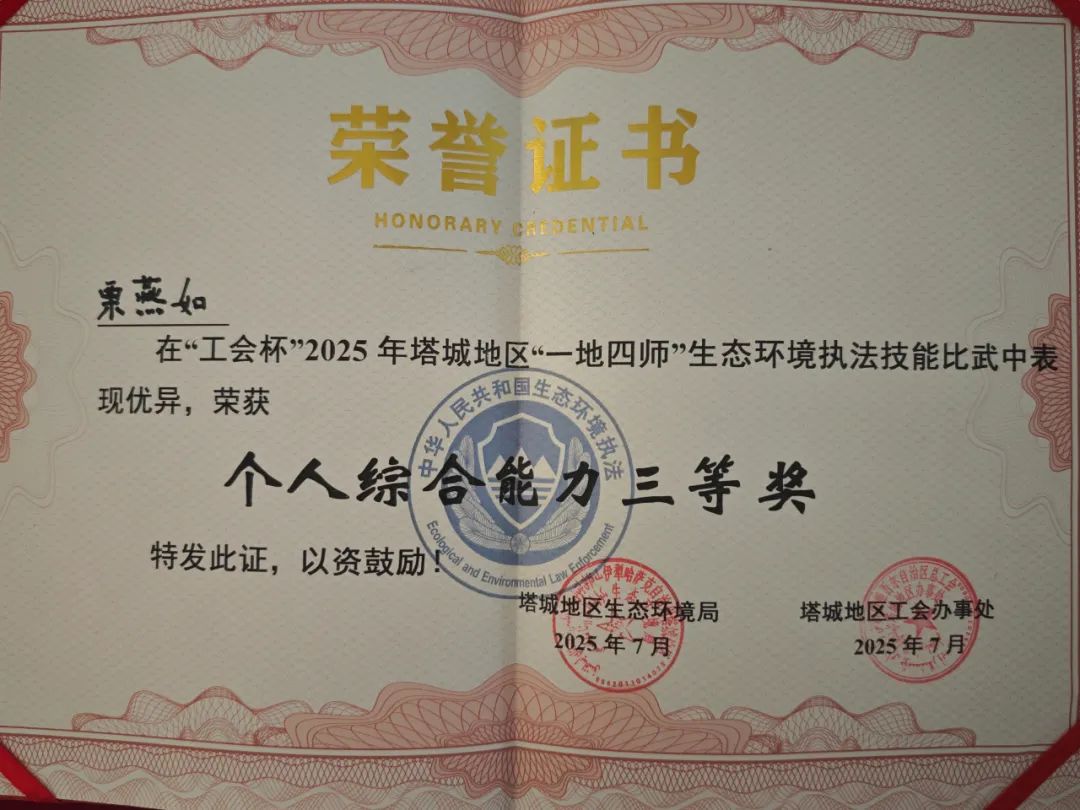 荣誉证书
HONORARY CREDENTIAL
栗燕如
在“工会杯”2025年塔城地区“一地四师”生态环境执法技能比武中表
现优异，荣获
中华人民共和国生态环境执法
个人综合能力三等奖
Ecological and Environmental Law Enforcement
特发此证，以资鼓励！
塔城地区生态环境局
塔城地区工会办事处
2025年7月
2025年7月